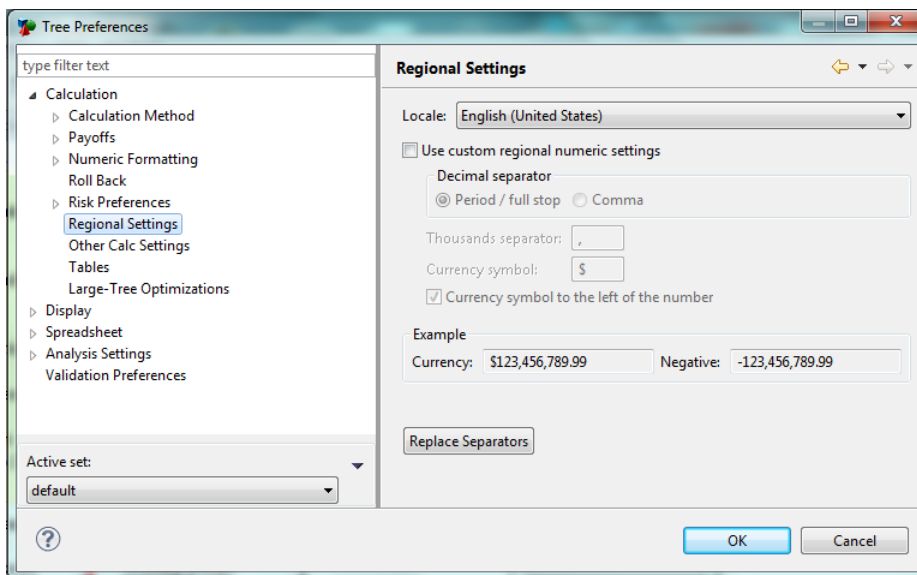 Tree Preferences
type filter text
Calculation
Calculation Method
Payoffs
Numeric Formatting
Roll Back
Risk Preferences
Regional Settings
Other Calc Settings
Tables
Large-Tree Optimizations
Display
Spreadsheet
Analysis Settings
Validation Preferences
Active set:
default
Regional Settings
Locale: English (United States)
Use custom regional numeric settings
Decimal separator
Period / full stop Comma
Thousands separator: ,
Currency symbol: $
Currency symbol to the left of the number
Example
Currency: $123,456,789.99 Negative: -123,456,789.99
Replace Separators
?
OK Cancel